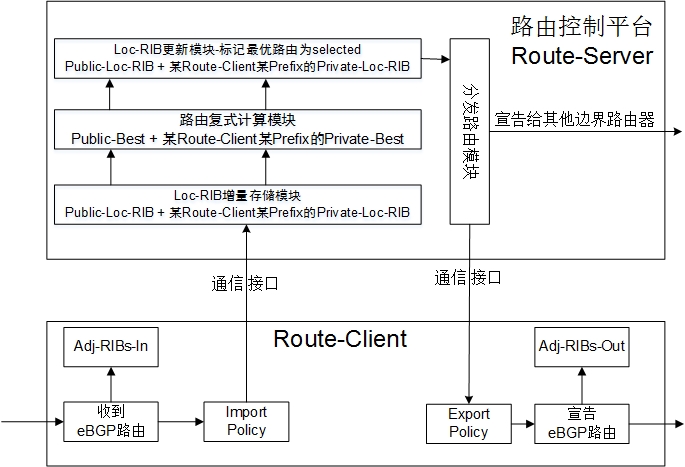 路由控制平台
Route-Server
Loc-RIB更新模块-标记最优路由为selected
Public-Loc-RIB + 某Route-Client某Prefix的Private-Loc-RIB
路由复式计算模块
Public-Best + 某Route-Client某Prefix的Private-Best
Loc-RIB增量存储模块
Public-Loc-RIB + 某Route-Client某Prefix的Private-Loc-RIB
分发路由模块
宣告给其他边界路由器
通信 接口
通信 接口
Route-Client
Adj-RIBs-In
Adj-RIBs-Out
收到
eBGP路由
Import
Policy
Export
Policy
宣告
eBGP路由